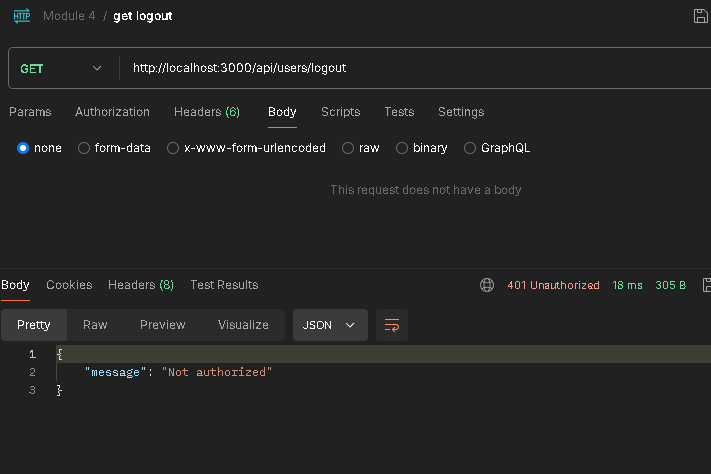 HTTP Module 4 / get logout
GET http://localhost:3000/api/users/logout
Params Authorization Headers (6) Body Scripts Tests Settings
none form-data x-www-form-urlencoded raw binary GraphQL
This request does not have a body
Body Cookies Headers (8) Test Results 401 Unauthorized 18 ms 305 B
Pretty Raw Preview Visualize JSON
1 {
2 "message": "Not authorized"
3 }